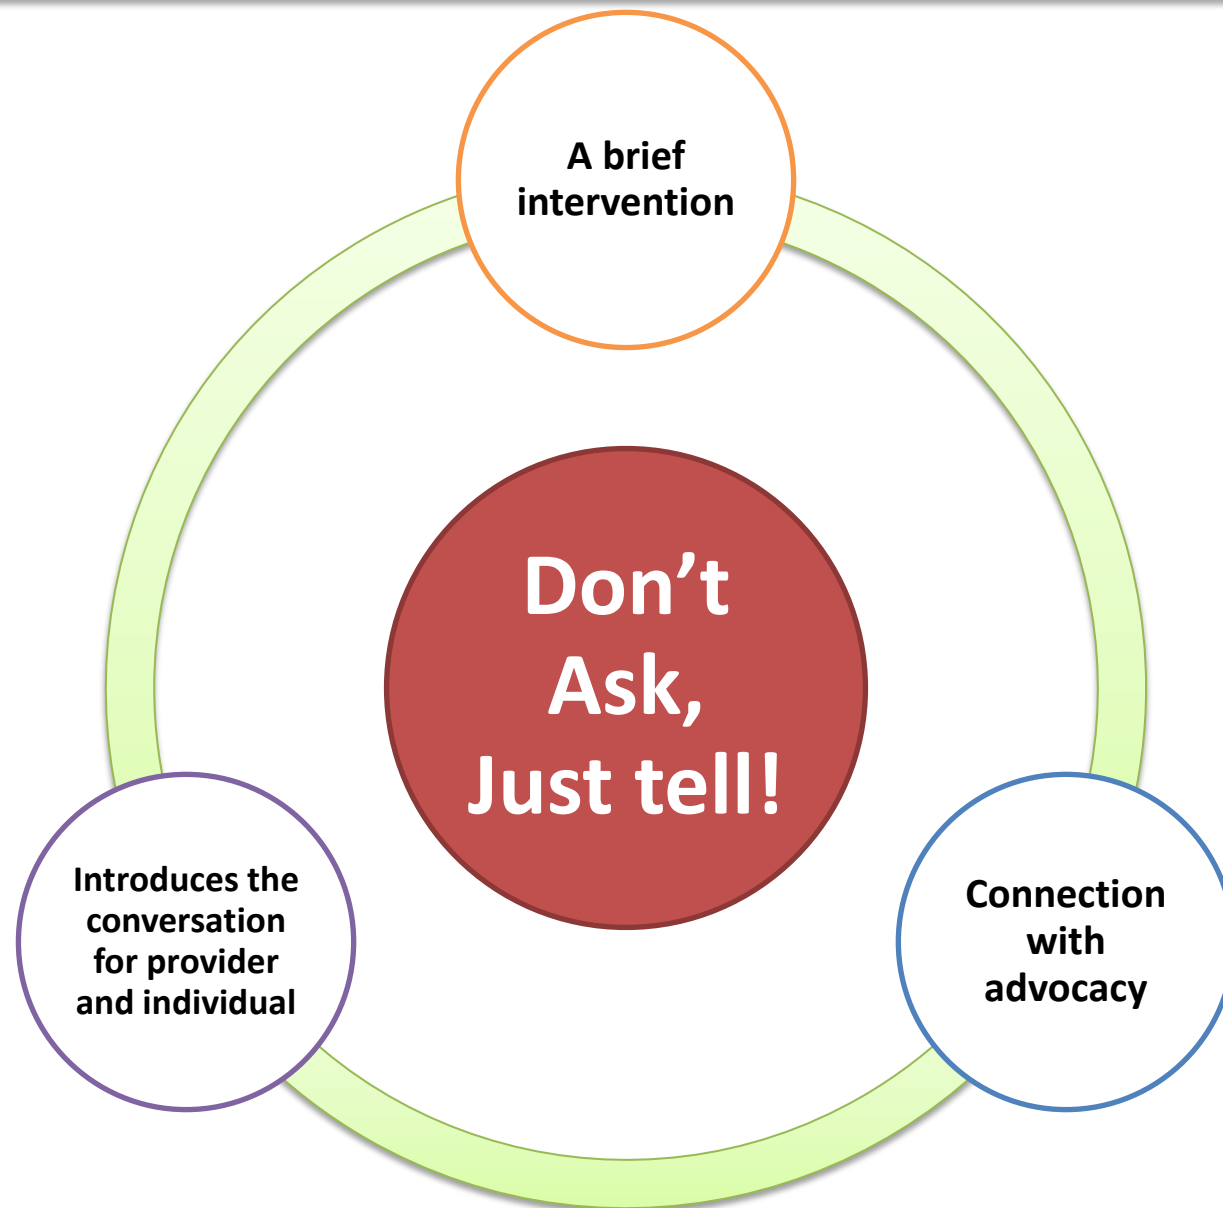 A brief
intervention
Don’t
Ask,
Just tell!
Introduces the
conversation
for provider
and individual
Connection
with
advocacy